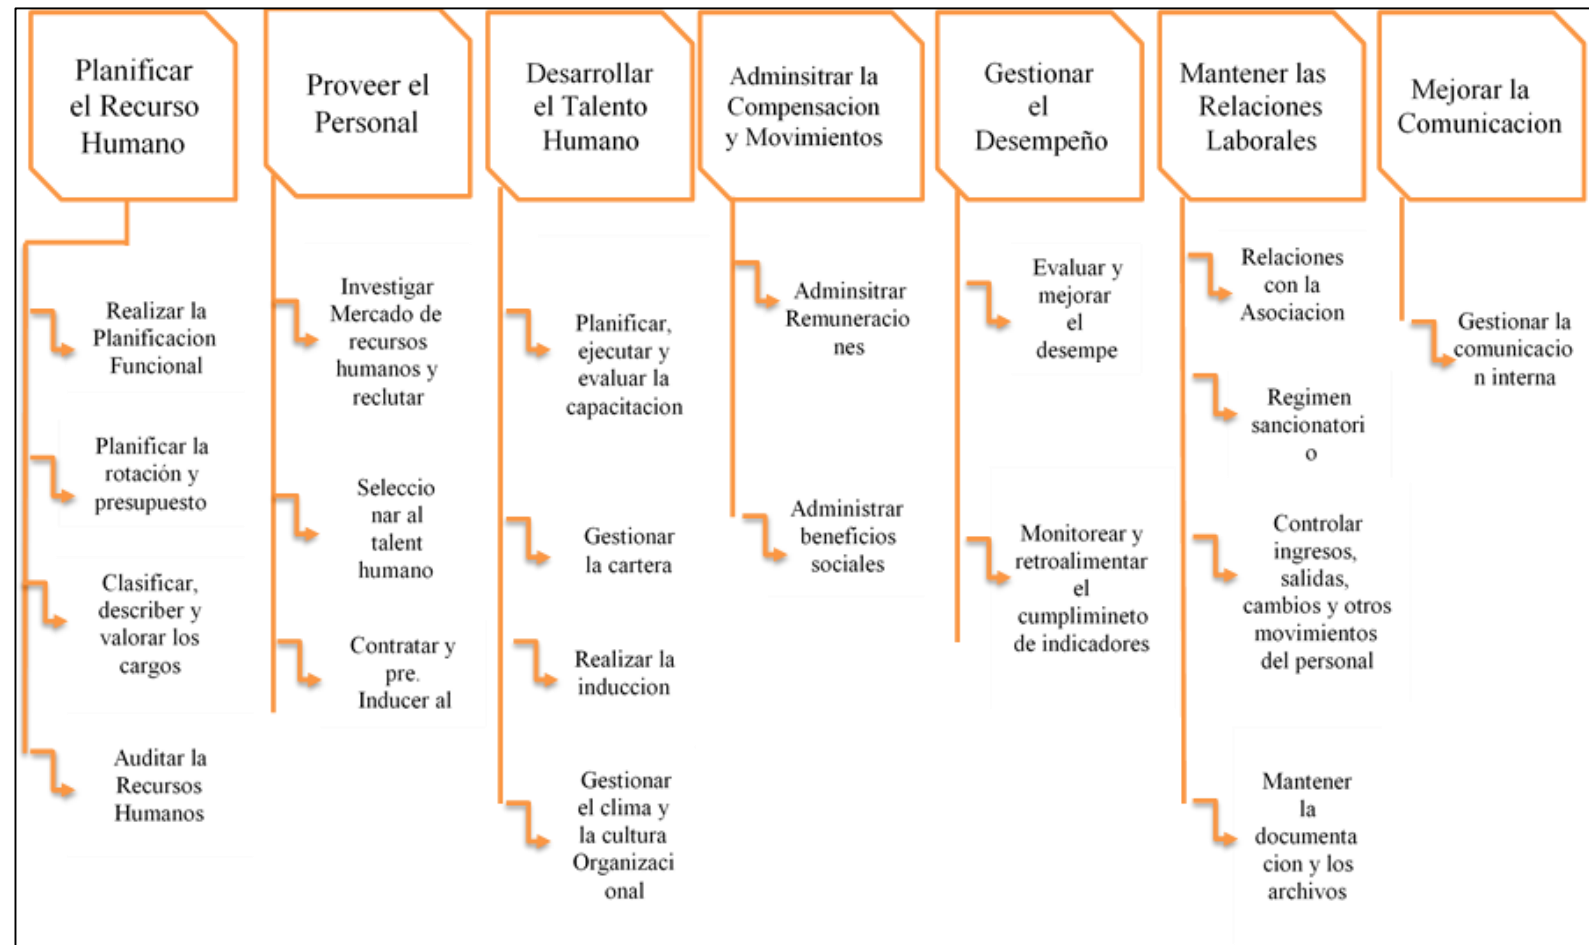 Planificar
el Recurso
Humano
Realizar la
Planificacion
Funcional
Planificar la
rotación y
presupuesto
Clasificar,
describer y
valorar los
cargos
Auditar la
Recursos
Humanos
Proveer el
Personal
Investigar
Mercado de
recursos
humanos y
reclutar
Seleccio
nar al
talent
humano
Contratar y
pre.
Inducer al
Desarrollar
el Talento
Humano
Planificar,
ejecutar y
evaluar la
capacitacion
Gestionar
la cartera
Realizar la
induccion
Gestionar
el clima y
la cultura
Organizaci
onal
Adminsitrar la
Compensacion
y Movimientos
Adminsitrar
Remuneracio
nes
Administrar
beneficios
sociales
Gestionar
el
Desempeño
Evaluar y
mejorar
el
desempe
Monitorear y
retroalimentar
el
cumplimineto
de indicadores
Mantener las
Relaciones
Laborales
Relaciones
con la
Asociacion
Regimen
sancionatori
o
Controlar
ingresos,
salidas,
cambios y otros
movimientos
del personal
Mantener
la
documenta
cion y los
archivos
Mejorar la
Comunicacion
Gestionar la
comunicacio
n interna